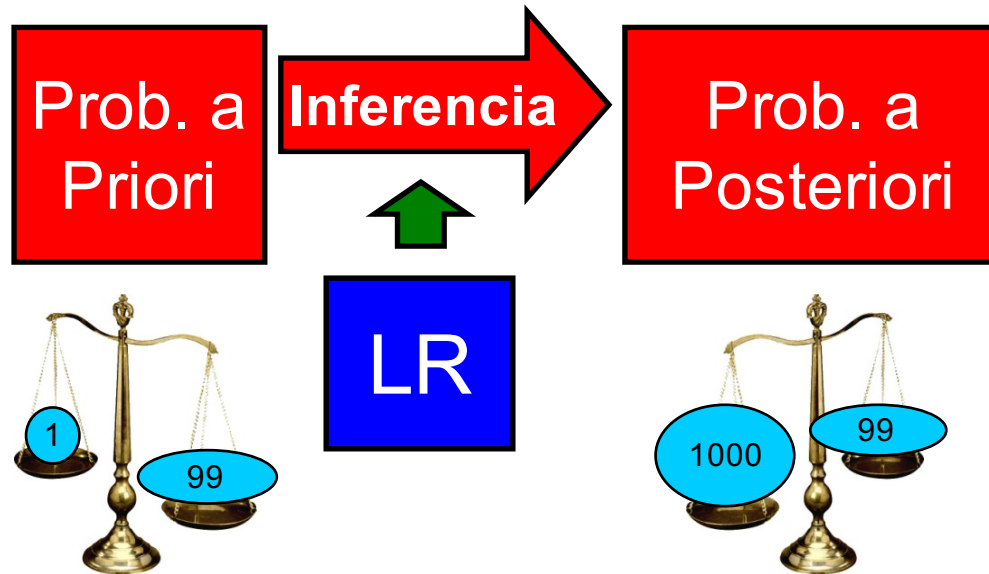 Prob. a
Priori
Inferencia
Prob. a
Posteriori
LR
1
99
1000
99